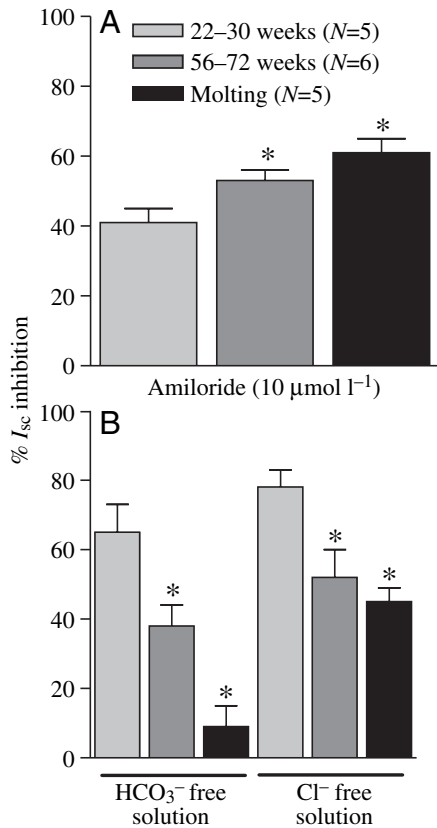 A
22–30 weeks (N=5)
56–72 weeks (N=6)
Molting (N=5)
100
80
60
40
20
0
* *
Amiloride (10 μmol l⁻¹)
% Isc inhibition
B
100
80
60
40
20
0
* * * *
HCO₃⁻ free solution
Cl⁻ free solution